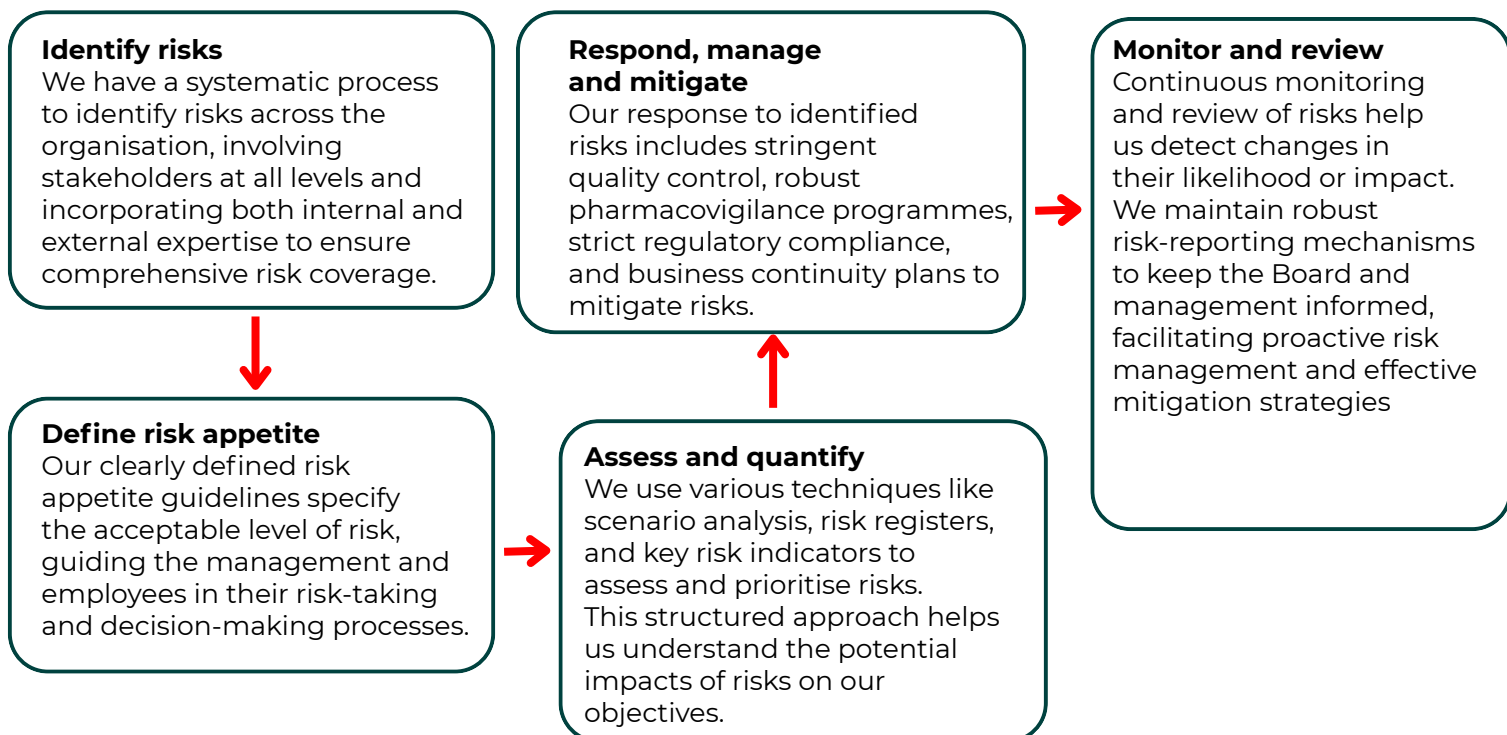 Identify risks
We have a systematic process
to identify risks across the
organisation, involving
stakeholders at all levels and
incorporating both internal and
external expertise to ensure
comprehensive risk coverage.
Define risk appetite
Our clearly defined risk
appetite guidelines specify
the acceptable level of risk,
guiding the management and
employees in their risk-taking
and decision-making processes.
Assess and quantify
We use various techniques like
scenario analysis, risk registers,
and key risk indicators to
assess and prioritise risks.
This structured approach helps
us understand the potential
impacts of risks on our
objectives.
Respond, manage
and mitigate
Our response to identified
risks includes stringent
quality control, robust
pharmacovigilance programmes,
strict regulatory compliance,
and business continuity plans to
mitigate risks.
Monitor and review
Continuous monitoring
and review of risks help
us detect changes in
their likelihood or impact.
We maintain robust
risk-reporting mechanisms
to keep the Board and
management informed,
facilitating proactive risk
management and effective
mitigation strategies